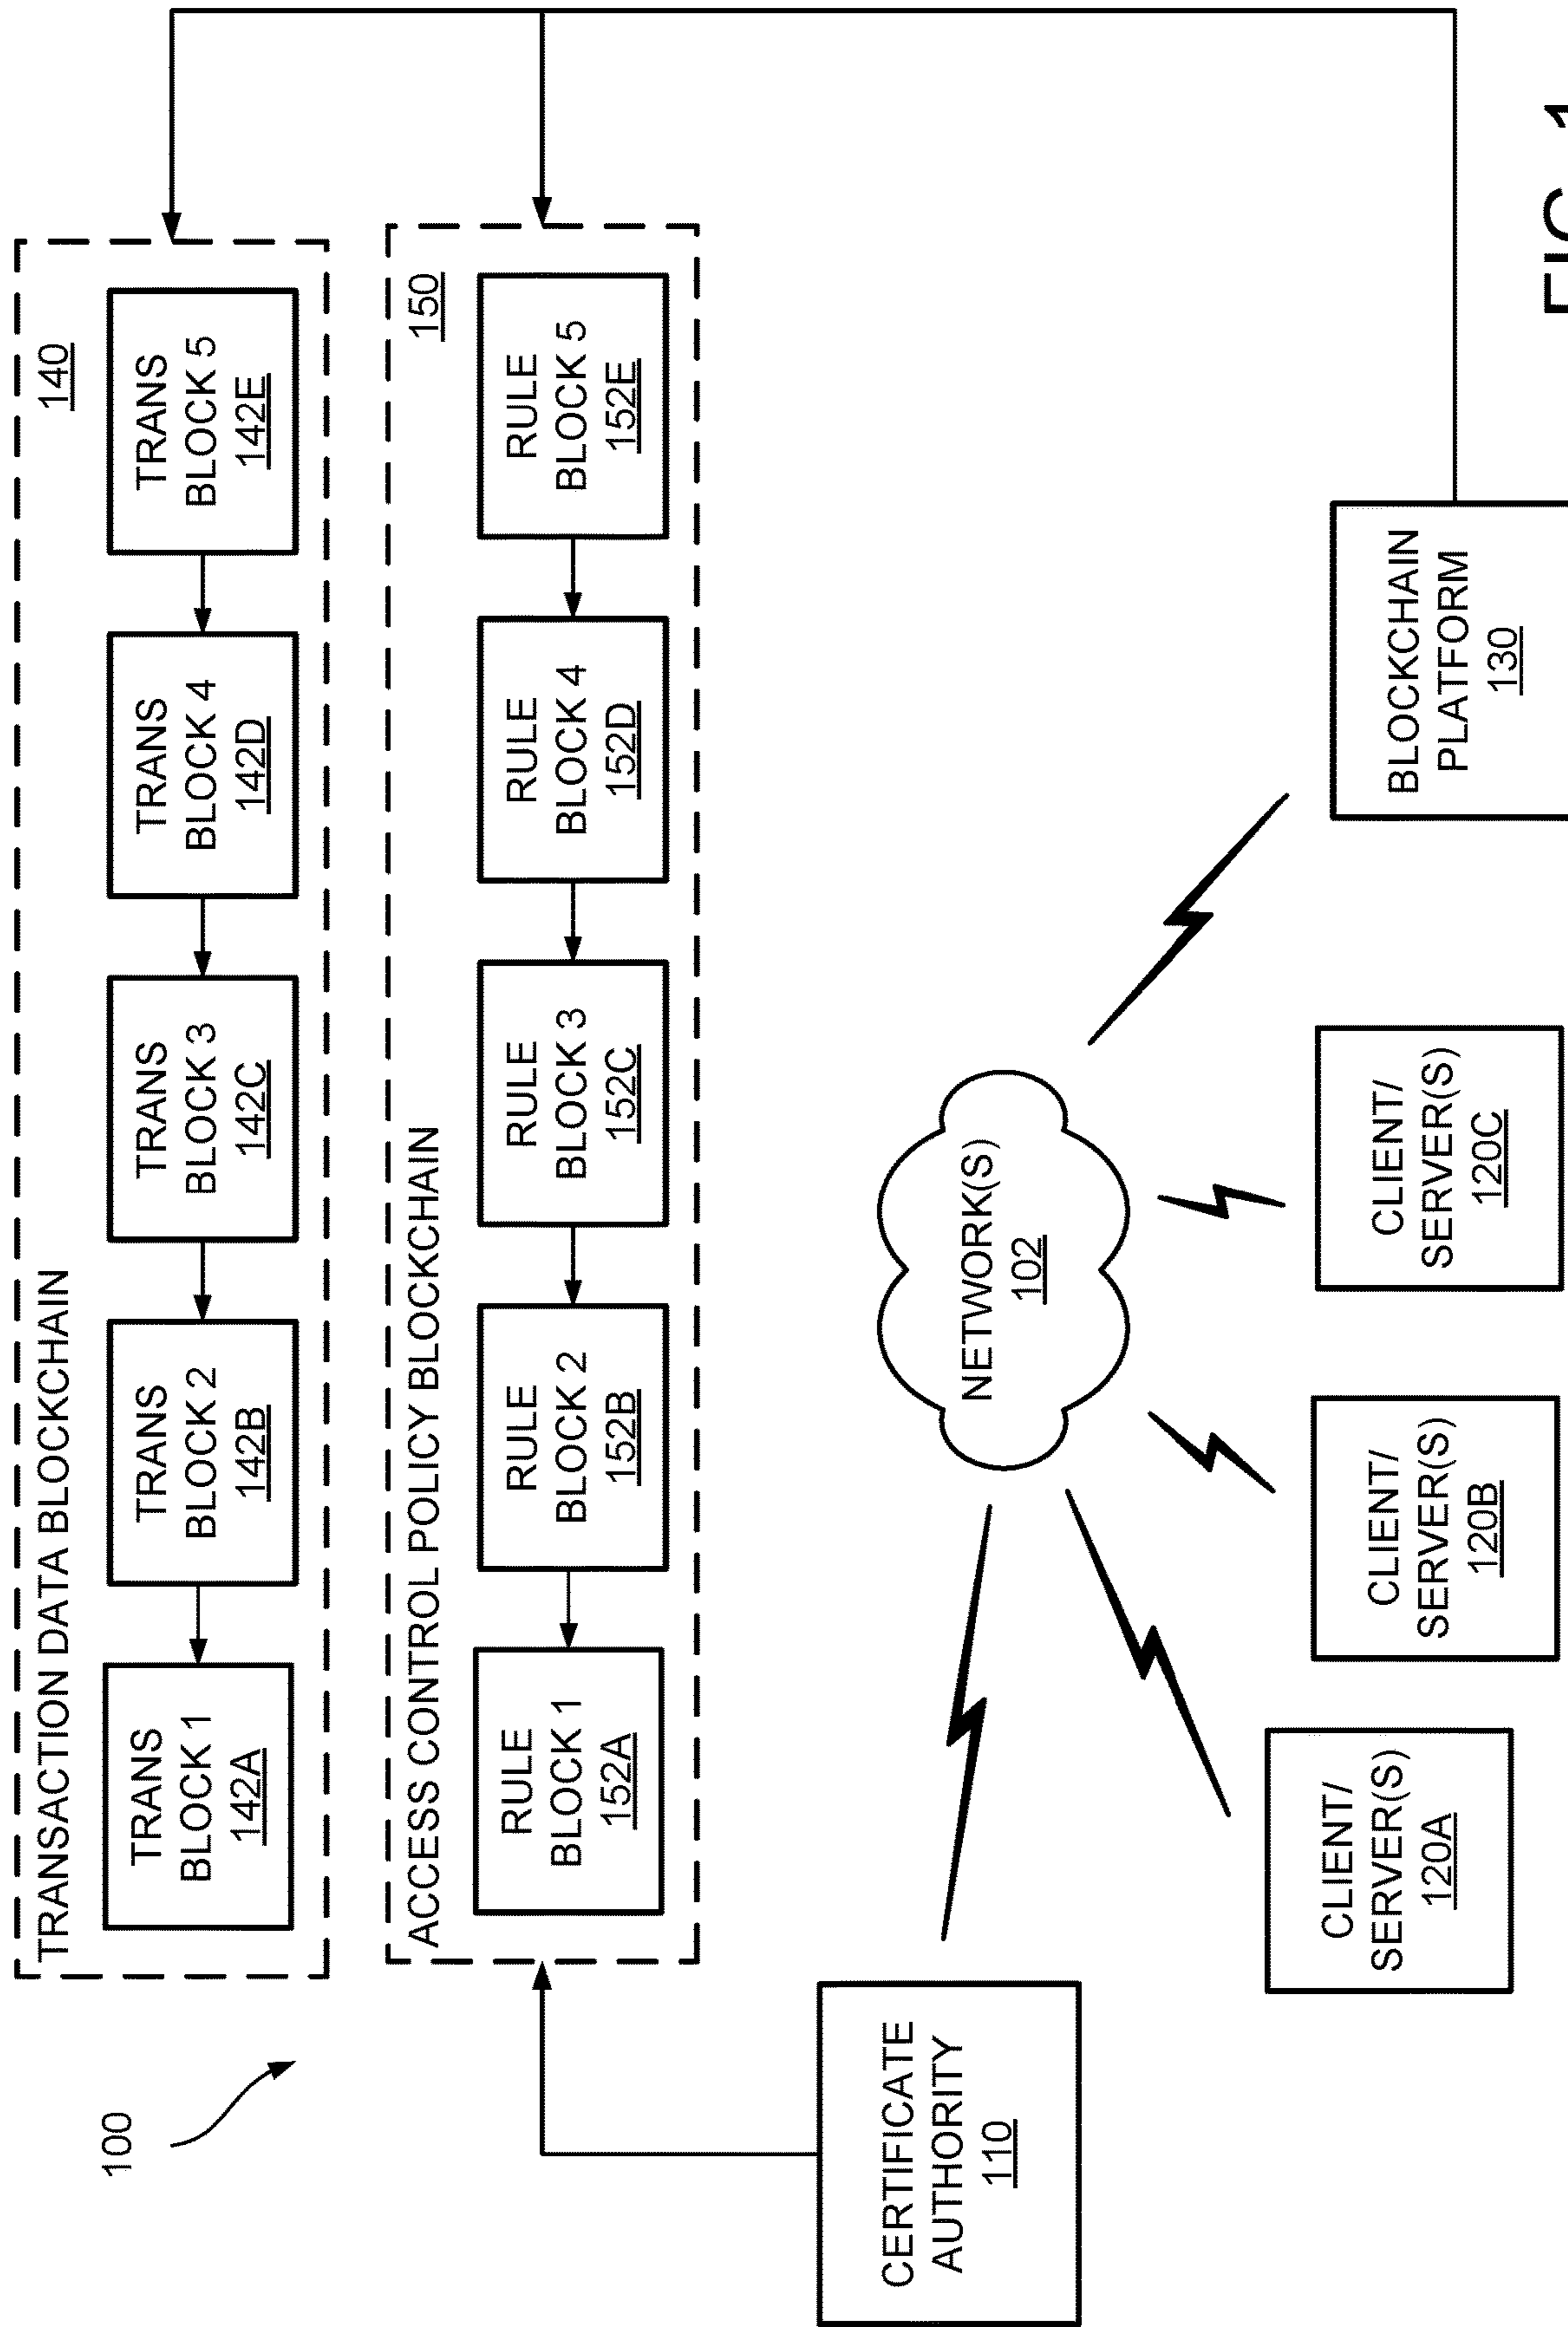 100
TRANSACTION DATA BLOCKCHAIN
140
TRANS
BLOCK 1
142A
TRANS
BLOCK 2
142B
TRANS
BLOCK 3
142C
TRANS
BLOCK 4
142D
TRANS
BLOCK 5
142E
ACCESS CONTROL POLICY BLOCKCHAIN
150
RULE
BLOCK 1
152A
RULE
BLOCK 2
152B
RULE
BLOCK 3
152C
RULE
BLOCK 4
152D
RULE
BLOCK 5
152E
CERTIFICATE
AUTHORITY
110
NETWORK(S)
102
CLIENT/
SERVER(S)
120A
CLIENT/
SERVER(S)
120B
CLIENT/
SERVER(S)
120C
BLOCKCHAIN
PLATFORM
130
FIG. 1